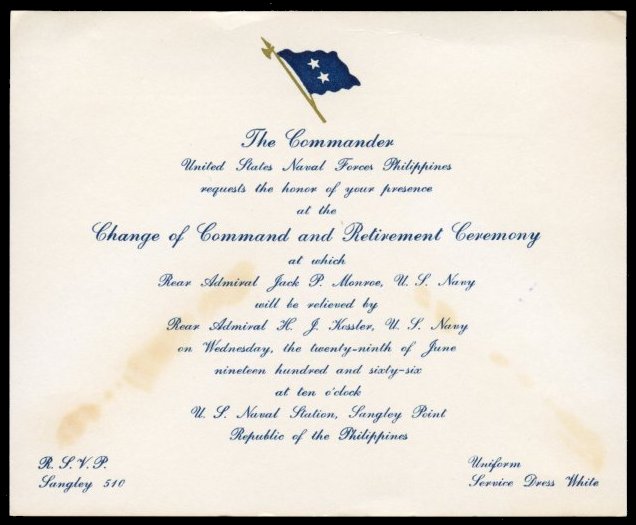 The Commander
United States Naval Forces Philippines
requests the honor of your presence
at the
Change of Command and Retirement Ceremony
at which
Rear Admiral Jack P. Monroe, U. S. Navy
will be relieved by
Rear Admiral H. J. Kossler, U. S. Navy
on Wednesday, the twenty-ninth of June
nineteen hundred and sixty-six
at ten o'clock
U. S. Naval Station, Sangley Point
Republic of the Philippines
R. S. V. P.
Sangley 510
Uniform
Service Dress White